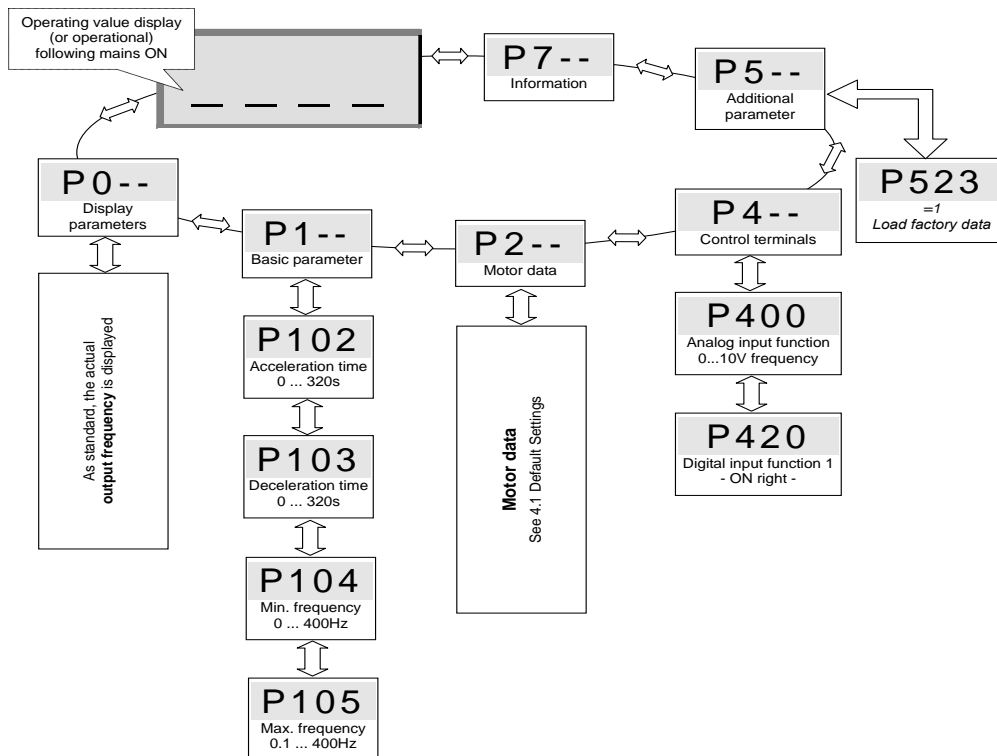 Operating value display
(or operational)
following mains ON
_ _ _ _
P7--
Information
P5--
Additional
parameter
P523
=1
Load factory data
P0--
Display
parameters
As standard, the actual
output frequency is displayed
P1--
Basic parameter
P102
Acceleration time
0 ... 320s
P103
Deceleration time
0 ... 320s
P104
Min. frequency
0 ... 400Hz
P105
Max. frequency
0.1 ... 400Hz
P2--
Motor data
Motor data
See 4.1 Default Settings
P4--
Control terminals
P400
Analog input function
0...10V frequency
P420
Digital input function 1
- ON right -